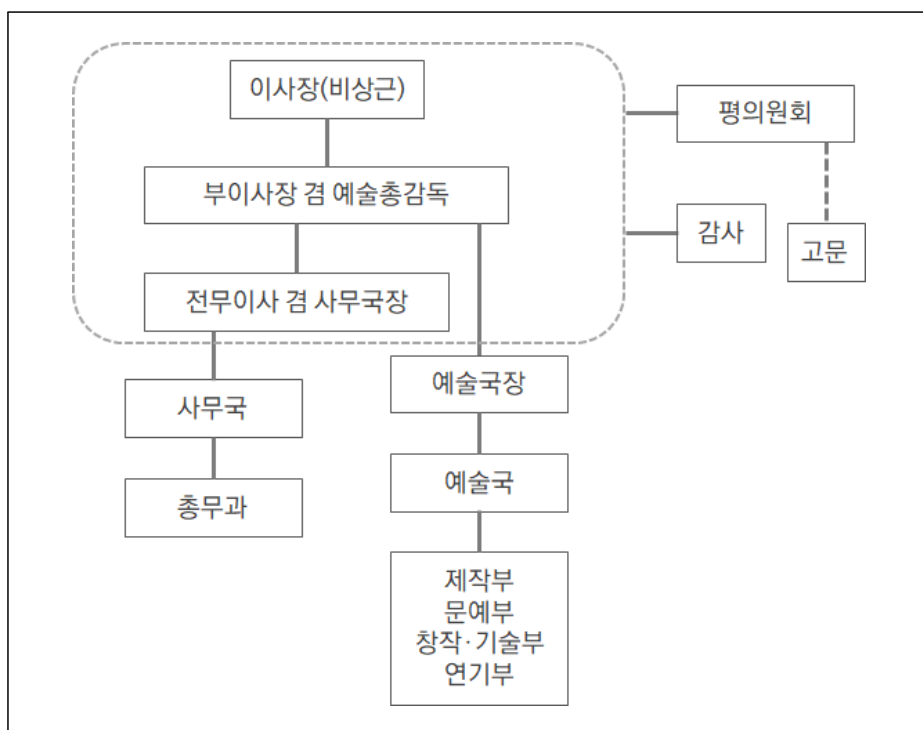 이사장(비상근)
평의원회
부이사장 겸 예술총감독
감사
고문
전무이사 겸 사무국장
예술국장
사무국
예술국
총무과
제작부
문예부
창작·기술부
연기부